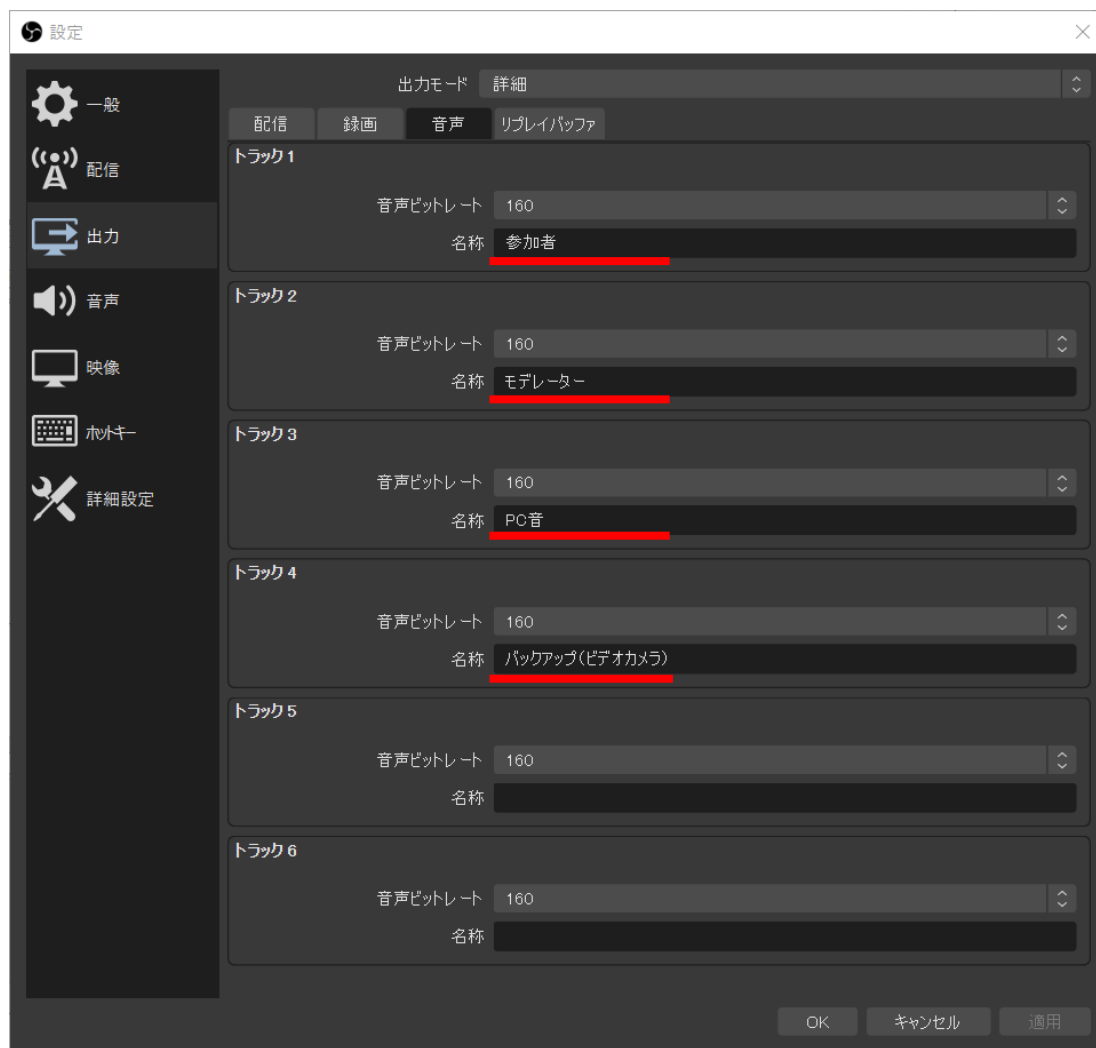 設定
出力モード 詳細
一般
配信
出力
音声
映像
ホットキー
詳細設定
配信 録画 音声 リプレイバッファ
トラック1
音声ビットレート 160
名称 参加者
トラック2
音声ビットレート 160
名称 モデレーター
トラック3
音声ビットレート 160
名称 PC音
トラック4
音声ビットレート 160
名称 バックアップ(ビデオカメラ)
トラック5
音声ビットレート 160
名称
トラック6
音声ビットレート 160
名称
OK キャンセル 適用